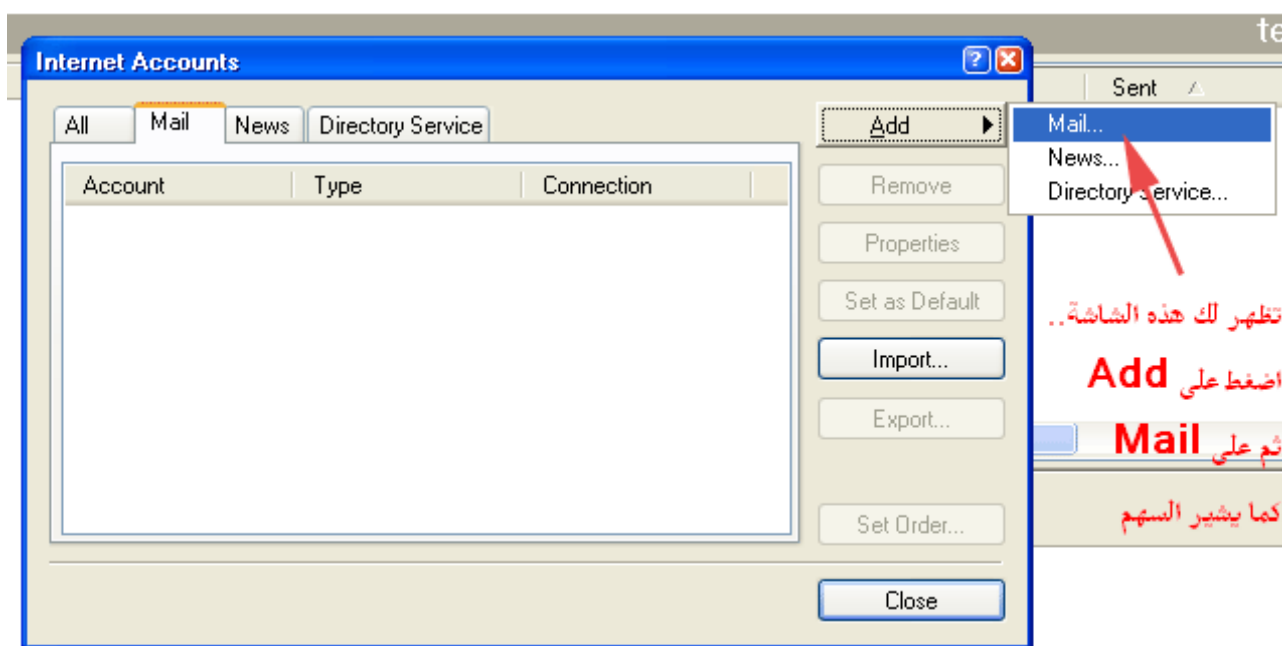 te
Internet Accounts
Sent
All Mail News Directory Service
Add
Mail...
News...
Directory Service...
Account Type Connection
Remove
Properties
Set as Default
Import...
Export...
Set Order...
Close
تظهر لك هذه الشاشة..
اضغط على Add
ثم على Mail
كما يشير السهم